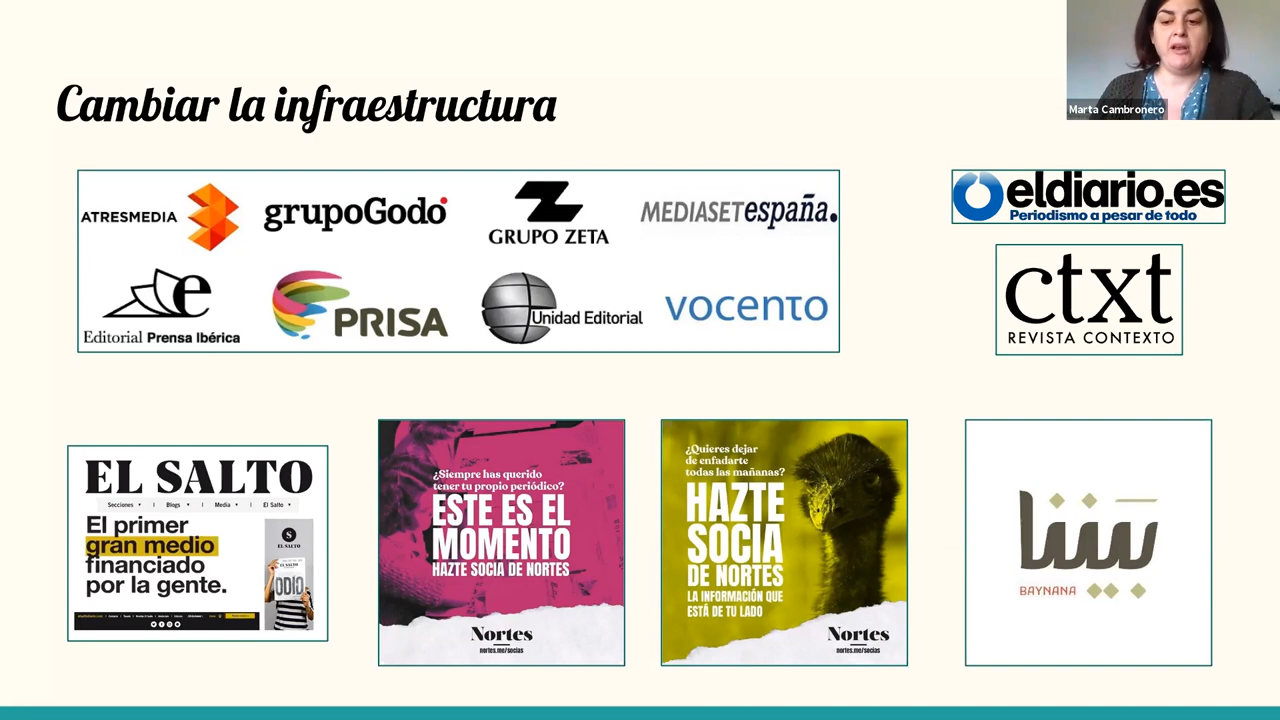 Cambiar la infraestructura
Marta Cambronero
ATRESMEDIA
grupoGodo
GRUPO ZETA
MEDIASETespaña.
e
Editorial Prensa Ibérica
PRISA
Unidad Editorial
vocento
eldiario.es
Periodismo a pesar de todo
ctxt
REVISTA CONTEXTO
EL SALTO
Secciones
Blogs
Media
El Salto
El primer
gran medio
financiado
por la gente.
S
EL SALTO
ODIO
¿Siempre has querido
tener tu propio periódico?
ESTE ES EL
MOMENTO
HAZTE SOCIA DE NORTES
Nortes
nortes.me/socias
¿Quieres dejar
de enfadarte
todas las mañanas?
HAZTE
SOCIA
DE NORTES
LA INFORMACIÓN QUE
ESTÁ DE TU LADO
Nortes
nortes.me/socias
بيننا
BAYNANA